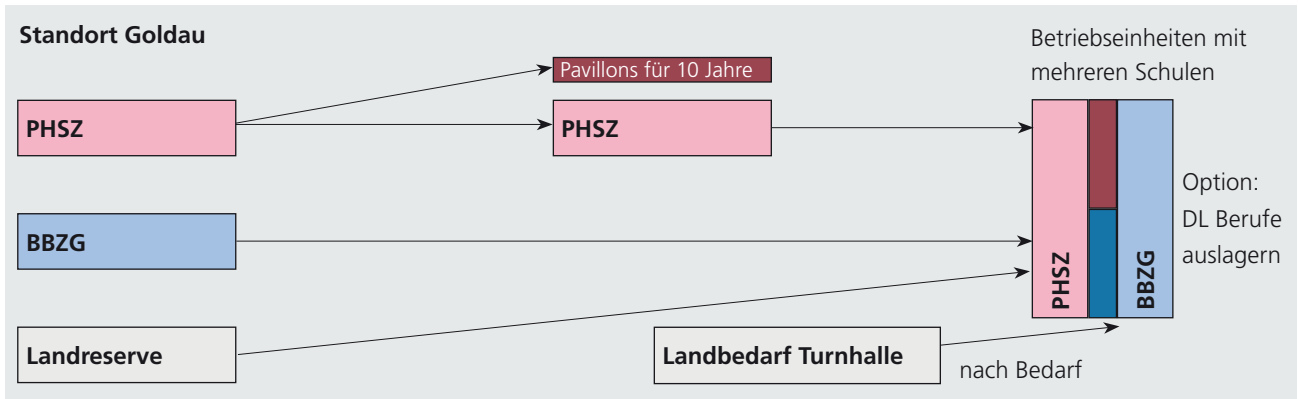 Standort Goldau
Betriebseinheiten mit
mehreren Schulen
Pavillons für 10 Jahre
PHSZ
PHSZ
BBZG
PHSZ
BBZG
Option:
DL Berufe
auslagern
Landreserve
Landbedarf Turnhalle
nach Bedarf